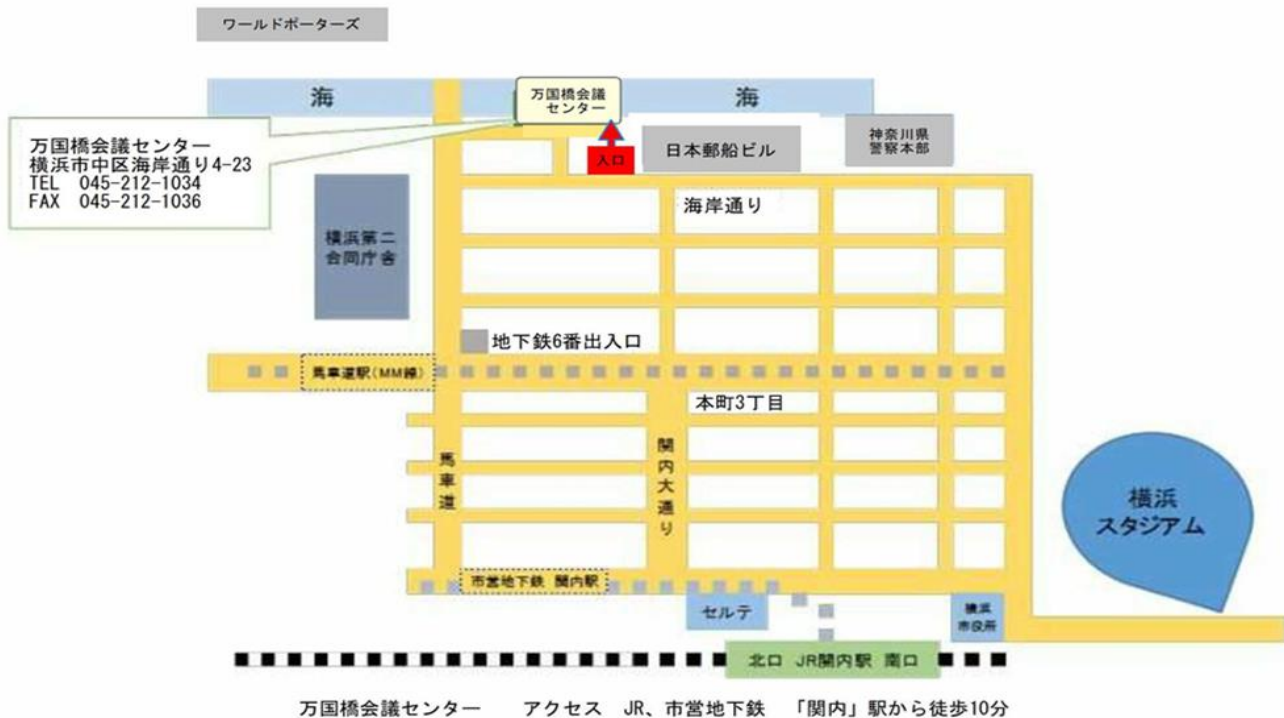 ワールドポーターズ
海
万国橋会議
センター
海
万国橋会議センター
横浜市中区海岸通り4-23
TEL 045-212-1034
FAX 045-212-1036
入口
日本郵船ビル
神奈川県
警察本部
海岸通り
横浜第二
合同庁舎
地下鉄6番出入口
馬車道駅(MM線)
本町3丁目
馬車道
関内大通り
横浜
スタジアム
市営地下鉄 関内駅
セルテ
横浜
市役所
北口 JR関内駅 南口
万国橋会議センター アクセス JR、市営地下鉄 「関内」駅から徒歩10分